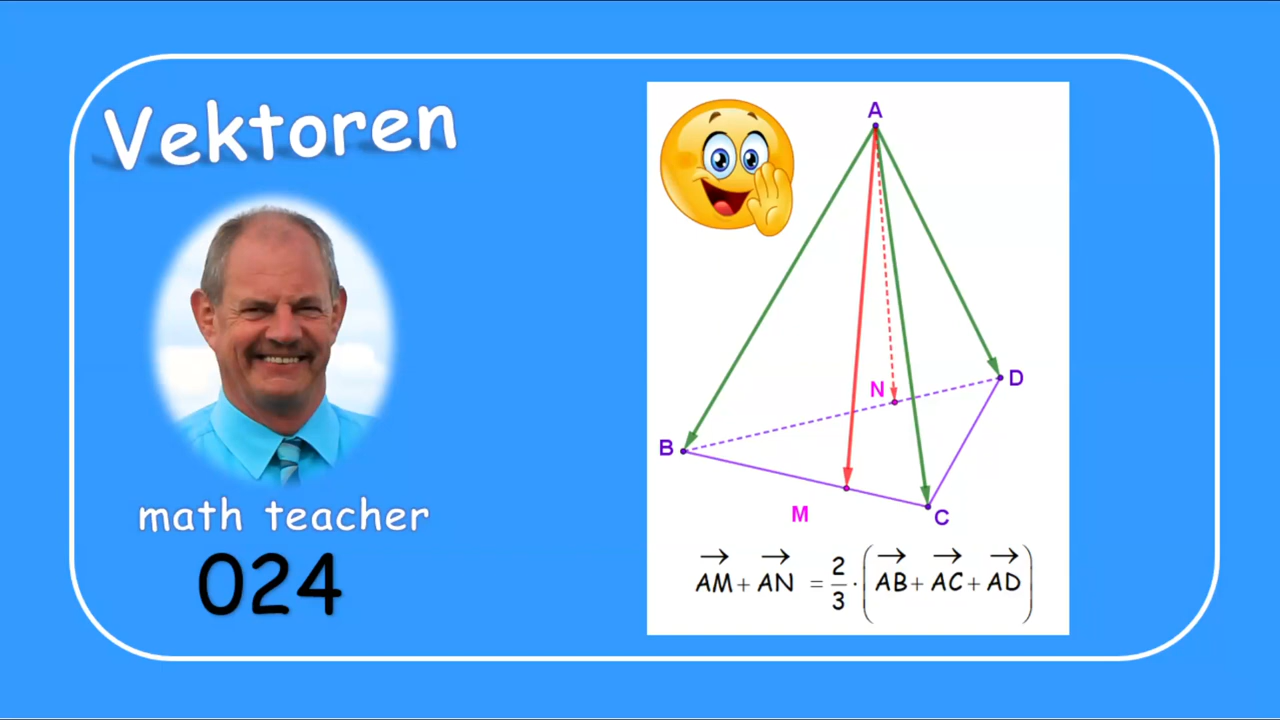 Vektoren
math teacher
024
A
N
D
B
M
C
→ → → → →
AM + AN = 2/3 · (AB + AC + AD)